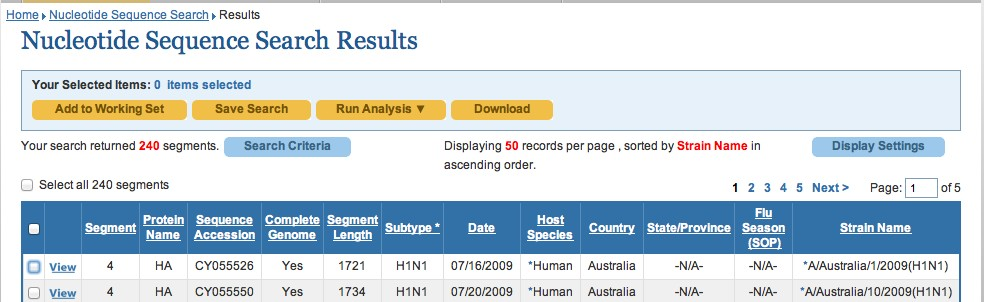 Home ▸ Nucleotide Sequence Search ▸ Results
Nucleotide Sequence Search Results
Your Selected Items: 0 items selected
Add to Working Set Save Search Run Analysis ▼ Download
Your search returned 240 segments. Search Criteria Displaying 50 records per page , sorted by Strain Name in ascending order. Display Settings
Select all 240 segments 1 2 3 4 5 Next > Page: 1 of 5
Segment Protein Name Sequence Accession Complete Genome Segment Length Subtype * Date Host Species Country State/Province Flu Season (SOP) Strain Name
View 4 HA CY055526 Yes 1721 H1N1 07/16/2009 *Human Australia -N/A- -N/A- *A/Australia/1/2009(H1N1)
View 4 HA CY055550 Yes 1734 H1N1 07/20/2009 *Human Australia -N/A- -N/A- *A/Australia/10/2009(H1N1)